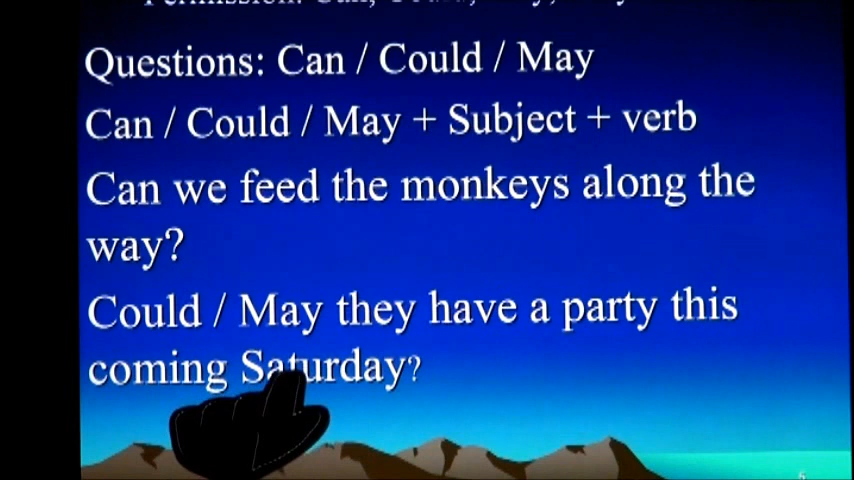 Questions: Can / Could / May
Can / Could / May + Subject + verb
Can we feed the monkeys along the
way?
Could / May they have a party this
coming Saturday?